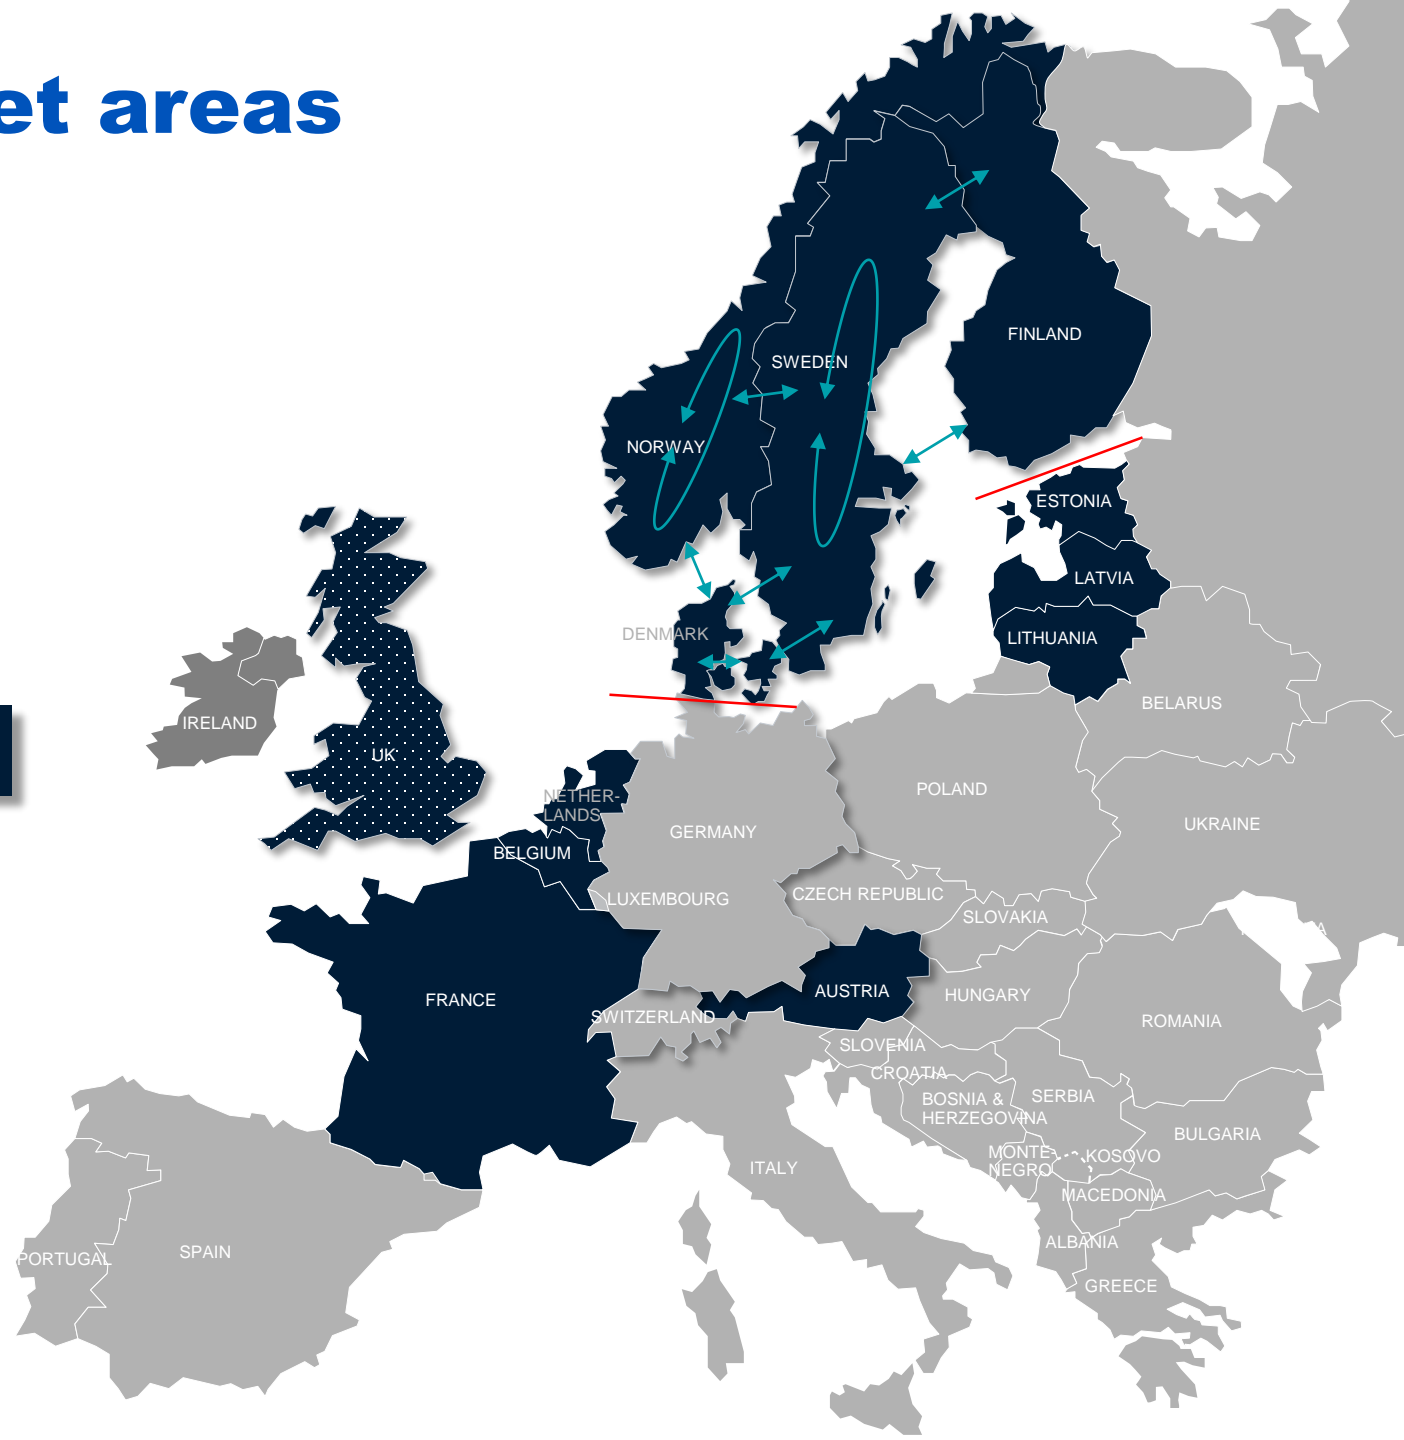 et areas
FINLAND
SWEDEN
NORWAY
ESTONIA
LATVIA
DENMARK
LITHUANIA
IRELAND
BELARUS
UK
POLAND
NETHER-
LANDS
UKRAINE
GERMANY
BELGIUM
CZECH REPUBLIC
LUXEMBOURG
SLOVAKIA
AUSTRIA
HUNGARY
FRANCE
SWITZERLAND
ROMANIA
SLOVENIA
CROATIA
BOSNIA &
HERZEGOVINA
SERBIA
BULGARIA
MONTE-
NEGRO
KOSOVO
ITALY
MACEDONIA
ALBANIA
SPAIN
PORTUGAL
GREECE